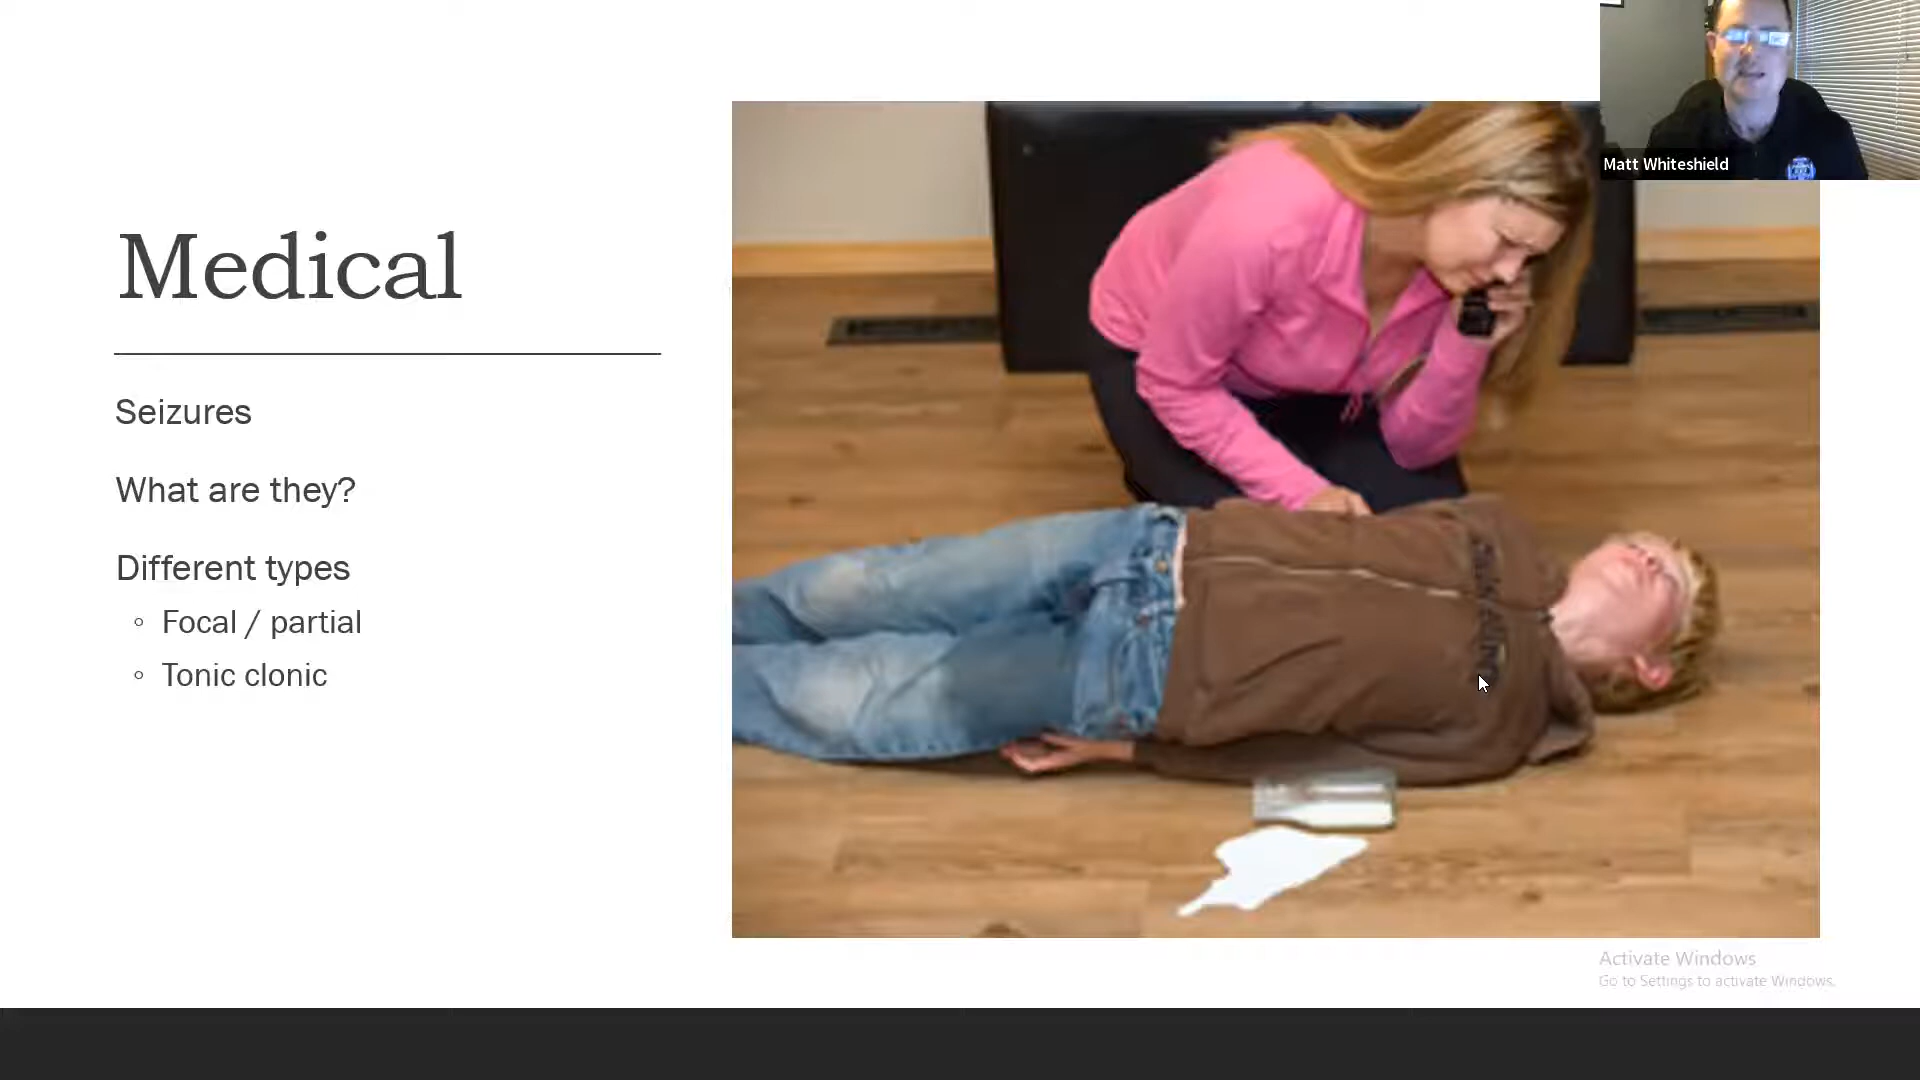 Medical
Seizures
What are they?
Different types
◦ Focal / partial
◦ Tonic clonic
Matt Whiteshield
Activate Windows
Go to Settings to activate Windows.